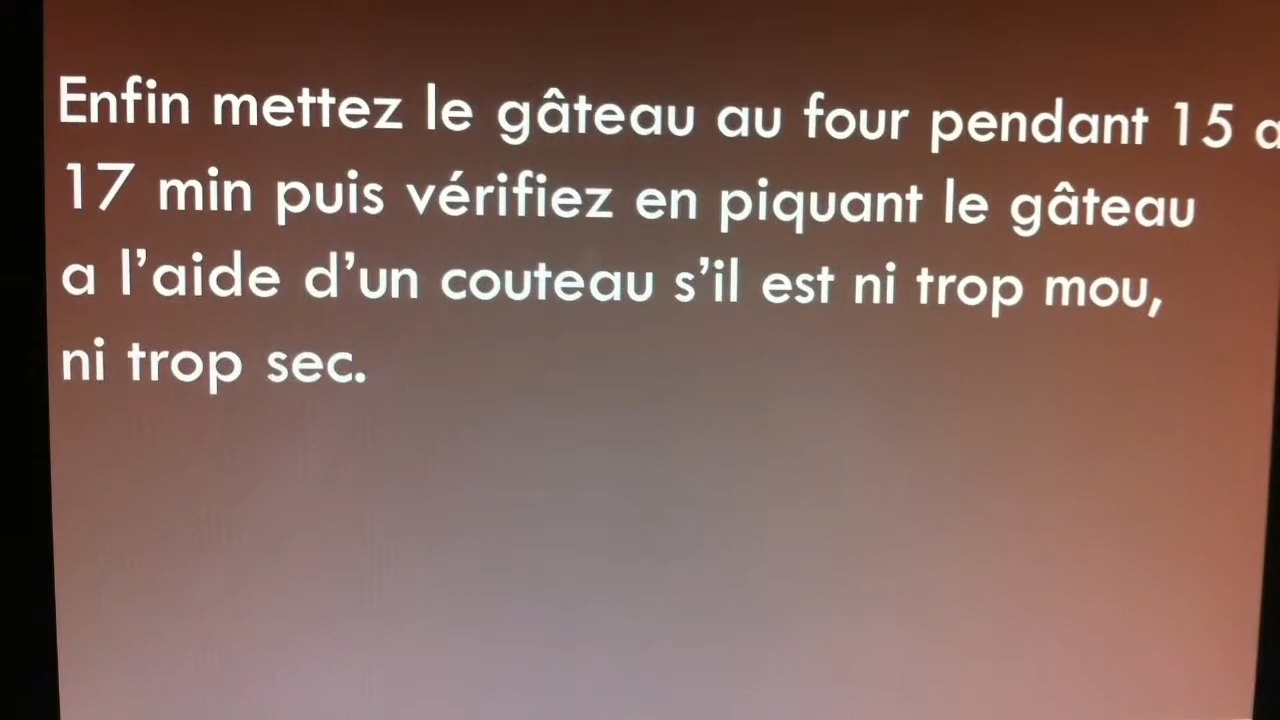 Enfin mettez le gâteau au four pendant 15 a
17 min puis vérifiez en piquant le gâteau
a l’aide d’un couteau s’il est ni trop mou,
ni trop sec.